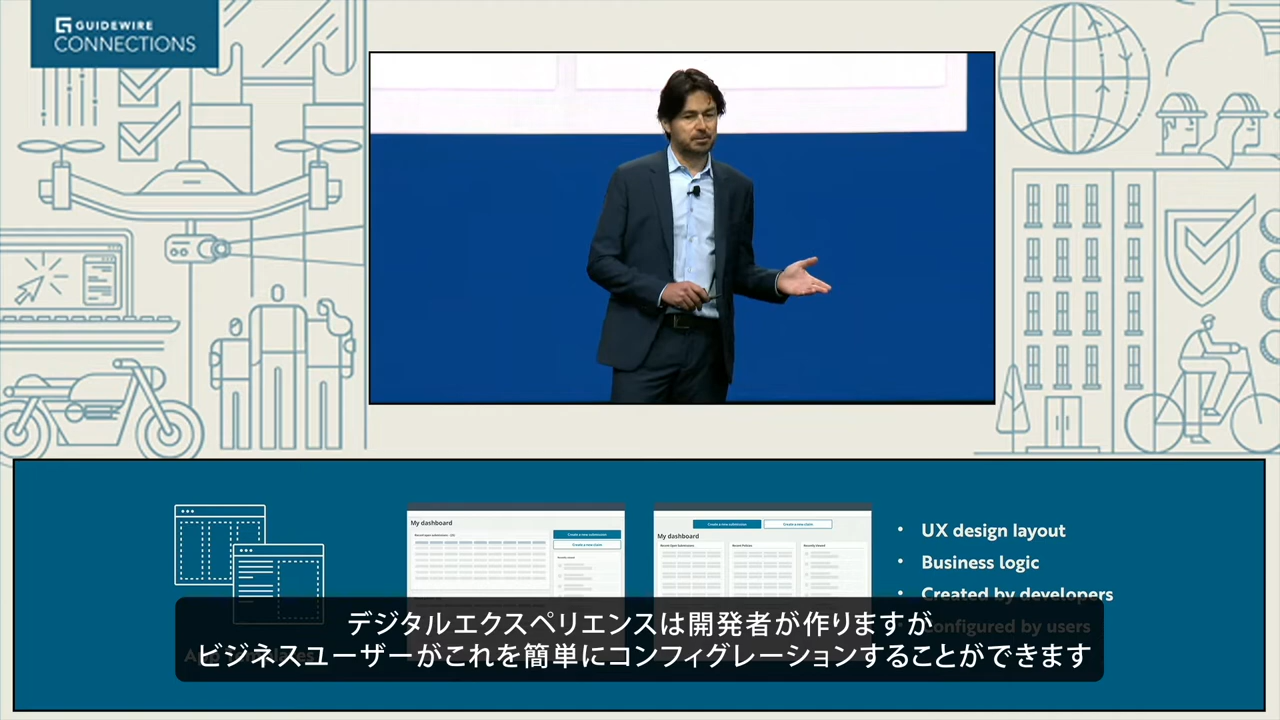 GUIDEWIRE
CONNECTIONS
My dashboard
Create a new submission
Create a new claim
Create a new submission
Create a new claim
My dashboard
• UX design layout
• Business logic
• Created by developers
Configured by users
デジタルエクスペリエンスは開発者が作りますが
ビジネスユーザーがこれを簡単にコンフィグレーションすることができます